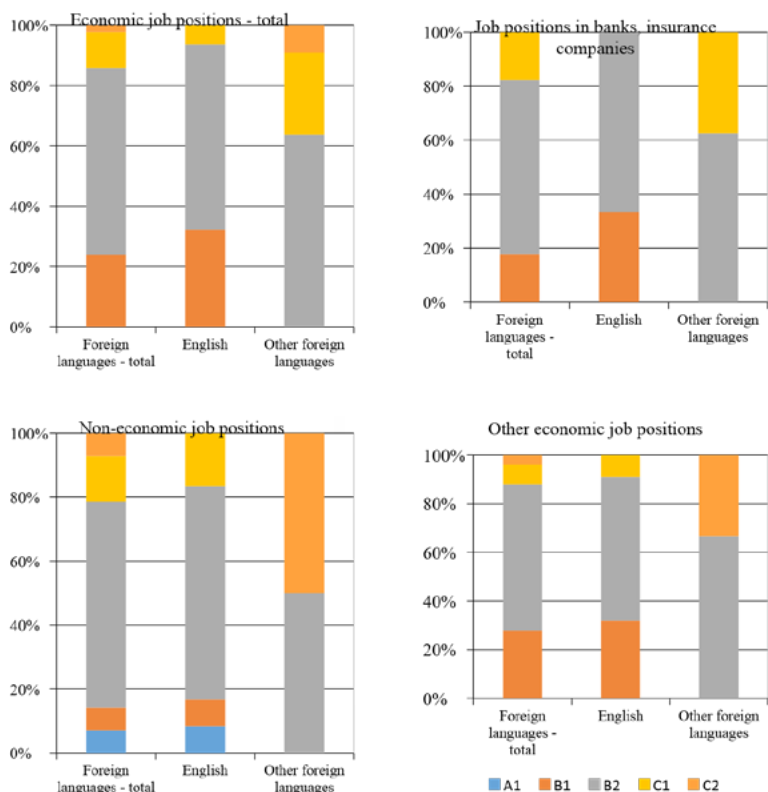 Economic job positions - total
100%
80%
60%
40%
20%
0%
Foreign
languages - total
English
Other foreign
languages
Job positions in banks, insurance
companies
100%
80%
60%
40%
20%
0%
Foreign
languages -
total
English
Other foreign
languages
Non-economic job positions
100%
80%
60%
40%
20%
0%
Foreign
languages - total
English
Other foreign
languages
Other economic job positions
100%
80%
60%
40%
20%
0%
Foreign
languages -
total
English
Other foreign
languages
A1 B1 B2 C1 C2